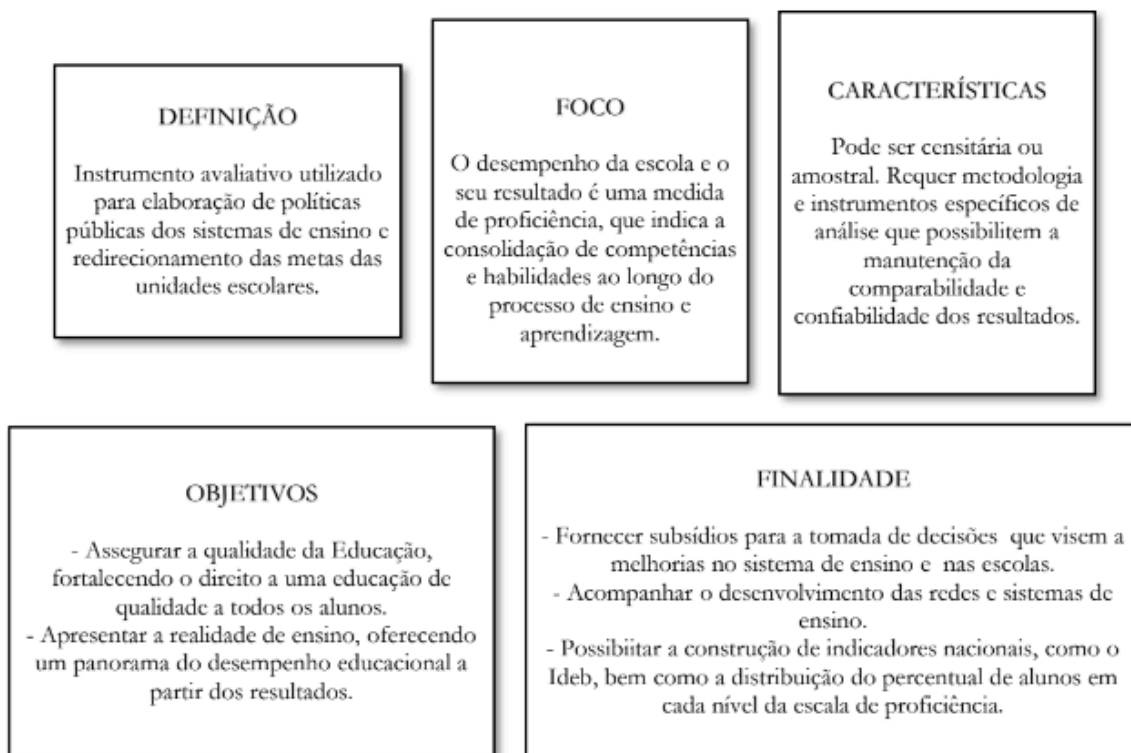 DEFINIÇÃO
Instrumento avaliativo utilizado
para elaboração de políticas
públicas dos sistemas de ensino e
redirecionamento das metas das
unidades escolares.
FOCO
O desempenho da escola e o
seu resultado é uma medida
de proficiência, que indica a
consolidação de competências
e habilidades ao longo do
processo de ensino e
aprendizagem.
CARACTERÍSTICAS
Pode ser censitária ou
amostral. Requer metodologia
e instrumentos específicos de
análise que possibilitem a
manutenção da
comparabilidade e
confiabilidade dos resultados.
OBJETIVOS
- Assegurar a qualidade da Educação,
fortalecendo o direito a uma educação de
qualidade a todos os alunos.
- Apresentar a realidade de ensino, oferecendo
um panorama do desempenho educacional a
partir dos resultados.
FINALIDADE
- Fornecer subsídios para a tomada de decisões que visem a
melhorias no sistema de ensino e nas escolas.
- Acompanhar o desenvolvimento das redes e sistemas de
ensino.
- Possibiitar a construção de indicadores nacionais, como o
Ideb, bem como a distribuição do percentual de alunos em
cada nível da escala de proficiência.